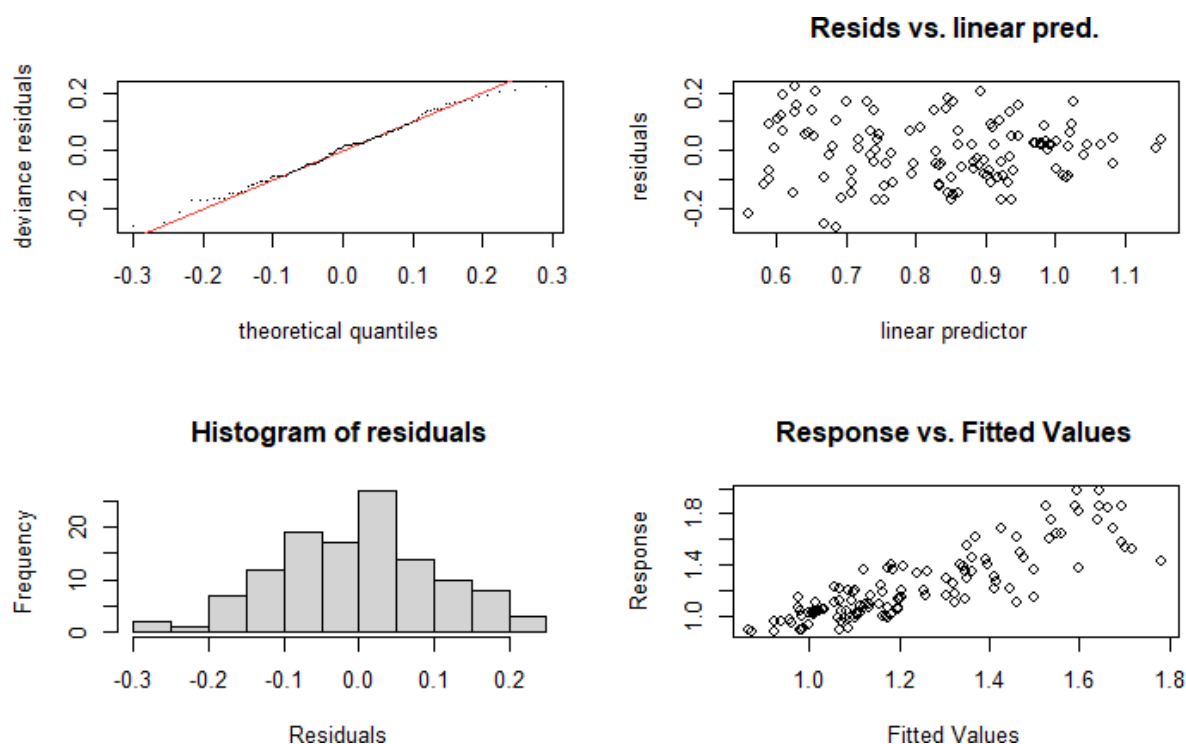 deviance residuals
0.2
0.0
-0.2
-0.3 -0.2 -0.1 0.0 0.1 0.2 0.3
theoretical quantiles
Resids vs. linear pred.
residuals
0.2
0.0
-0.2
0.6 0.7 0.8 0.9 1.0 1.1
linear predictor
Histogram of residuals
Frequency
20
10
0
-0.3 -0.2 -0.1 0.0 0.1 0.2
Residuals
Response vs. Fitted Values
Response
1.8
1.4
1.0
1.0 1.2 1.4 1.6 1.8
Fitted Values